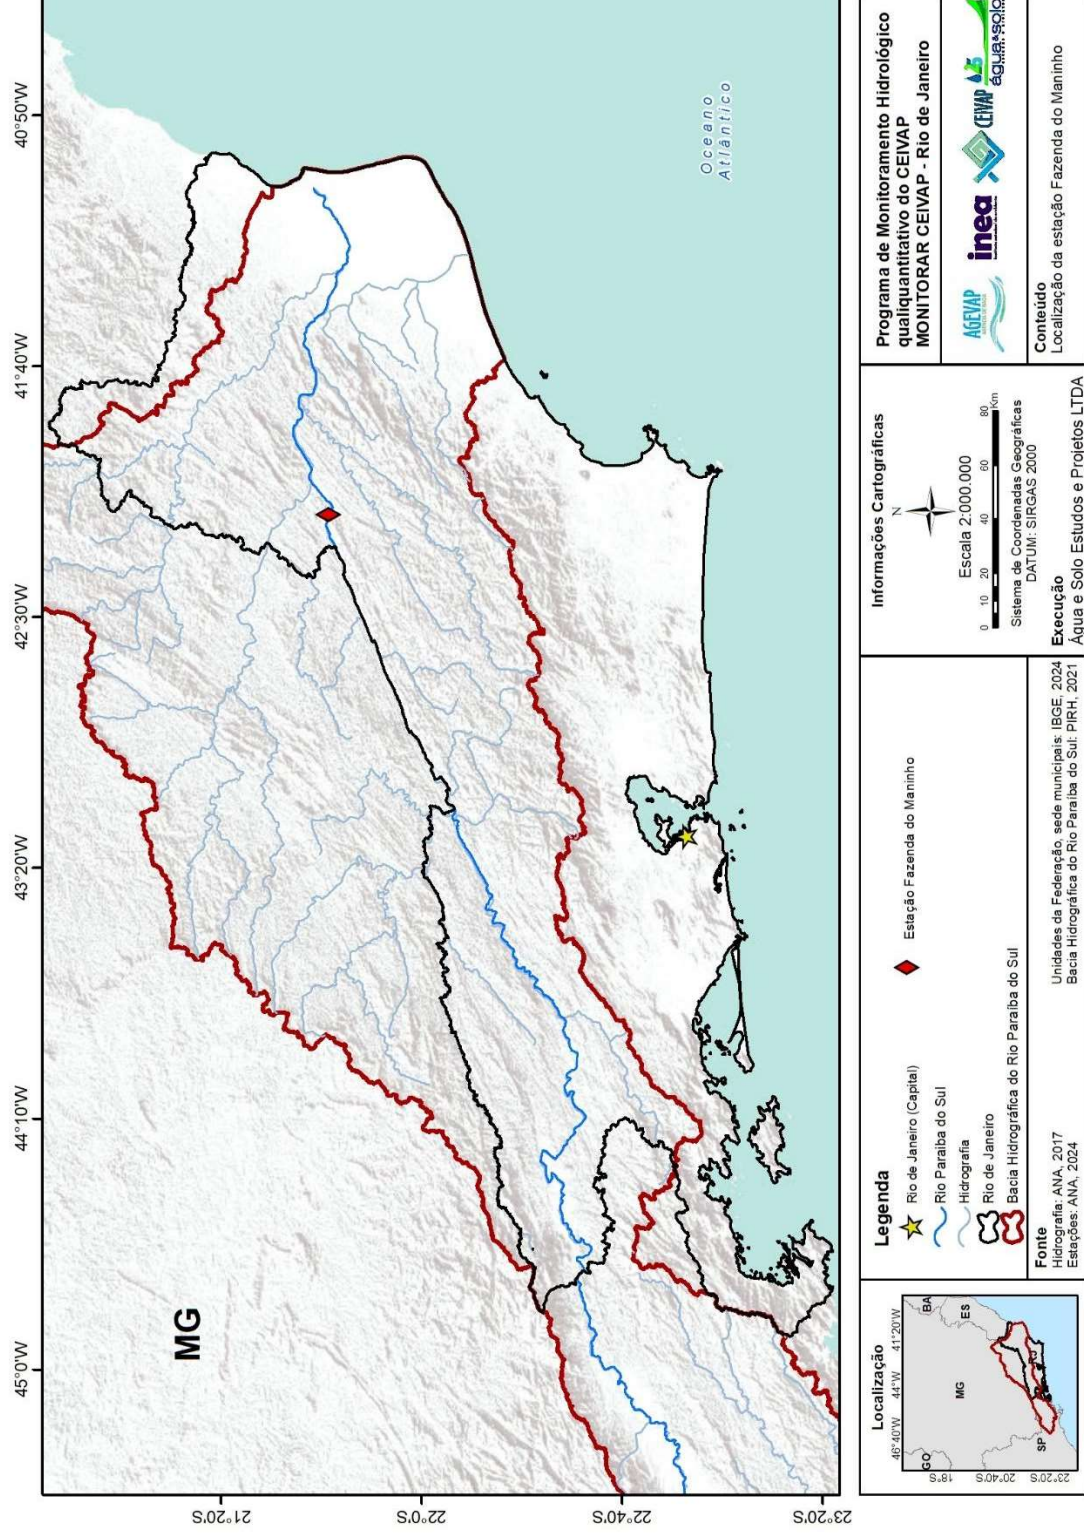 45°0'W
44°10'W
43°20'W
42°30'W
41°40'W
40°50'W
21°20'S
22°0'S
22°40'S
23°20'S
MG
Oceano
Atlântico
Localização
46°40'W
44°W
41°20'W
18°S
20°40'S
23°20'S
GO
BA
MG
ES
SP
RJ
Legenda
Rio de Janeiro (Capital)
Estação Fazenda do Maninho
Rio Paraíba do Sul
Hidrografia
Rio de Janeiro
Bacia Hidrográfica do Rio Paraíba do Sul
Fonte
Hidrografia: ANA, 2017
Estações: ANA, 2024
Unidades da Federação, sede municipais: IBGE, 2024
Bacia Hidrográfica do Rio Paraíba do Sul: PIRH, 2021
Informações Cartográficas
N
Escala 2:000.000
0 10 20 40 60 80
Km
Sistema de Coordenadas Geográficas
DATUM: SIRGAS 2000
Execução
Água e Solo Estudos e Projetos LTDA
Programa de Monitoramento Hidrológico
qualiquantitativo do CEIVAP
MONITORAR CEIVAP - Rio de Janeiro
AGEVAP
inea
CEIVAP
água&solo
Conteúdo
Localização da estação Fazenda do Maninho